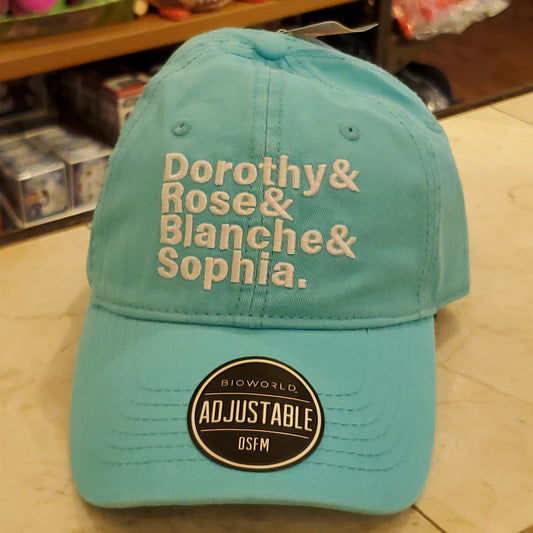 Dorothy&
Rose&
Blanche&
Sophia.
BIOWORLD
ADJUSTABLE
OSFM